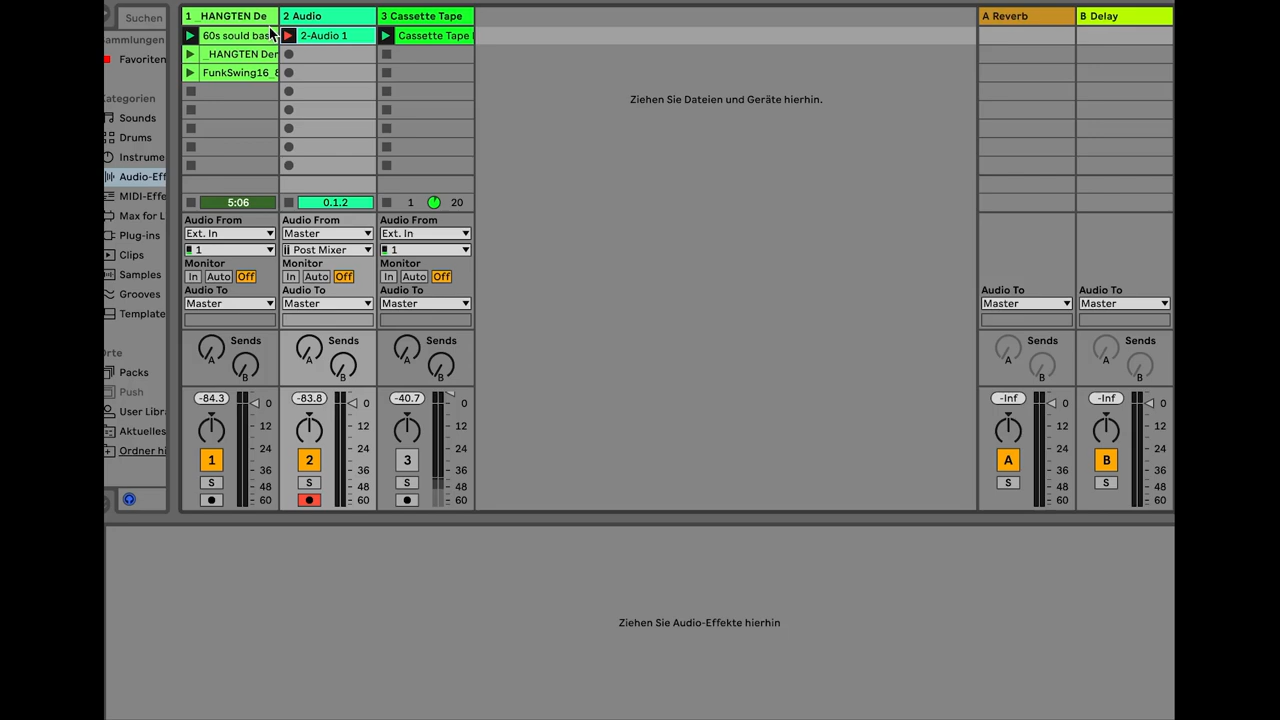 Suchen
ammlungen
Favoriten
Kategorien
Sounds
Drums
Instrume
Audio-Eff
MIDI-Effe
Max for L
Plug-ins
Clips
Samples
Grooves
Template
Orte
Packs
Push
User Libra
Aktuelles
Ordner hi
1 _HANGTEN De
60s sould bas
_HANGTEN Der
FunkSwing16_8
5:06
Audio From
Ext. In
1
Monitor
In Auto Off
Audio To
Master
Sends
A
B
-84.3
0
12
24
36
48
60
1
S
2 Audio
2-Audio 1
0.1.2
Audio From
Master
Post Mixer
Monitor
In Auto Off
Audio To
Master
Sends
A
B
-83.8
0
12
24
36
48
60
2
S
3 Cassette Tape
Cassette Tape
1 20
Audio From
Ext. In
1
Monitor
In Auto Off
Audio To
Master
Sends
A
B
-40.7
0
12
24
36
48
60
3
S
Ziehen Sie Dateien und Geräte hierhin.
A Reverb
Audio To
Master
Sends
A
B
-Inf
0
12
24
36
48
60
A
S
B Delay
Audio To
Master
Sends
A
B
-Inf
0
12
24
36
48
60
B
S
Ziehen Sie Audio-Effekte hierhin